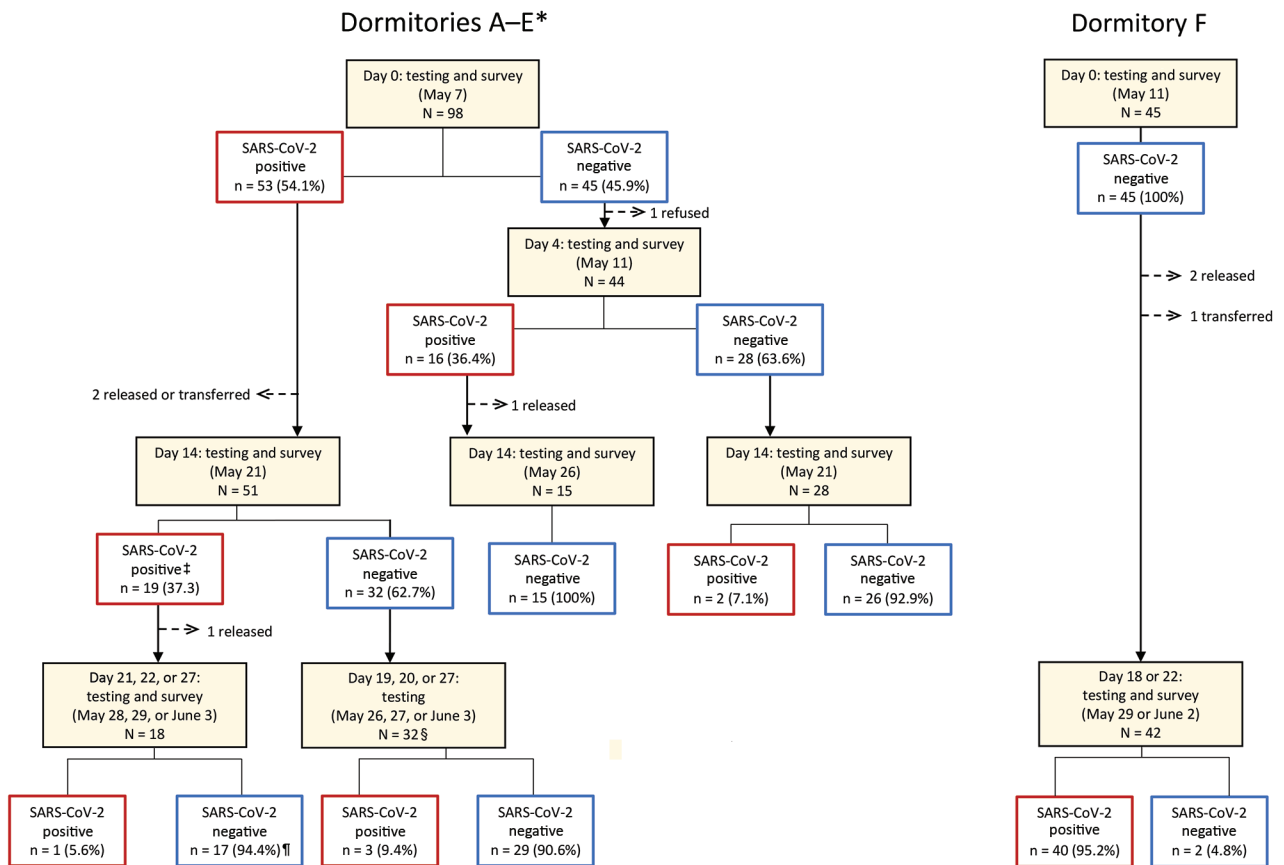 Dormitories A–E*
Dormitory F
Day 0: testing and survey
(May 7)
N = 98
Day 0: testing and survey
(May 11)
N = 45
SARS-CoV-2
positive
n = 53 (54.1%)
SARS-CoV-2
negative
n = 45 (45.9%)
SARS-CoV-2
negative
n = 45 (100%)
1 refused
Day 4: testing and survey
(May 11)
N = 44
2 released
1 transferred
SARS-CoV-2
positive
n = 16 (36.4%)
SARS-CoV-2
negative
n = 28 (63.6%)
2 released or transferred
1 released
Day 14: testing and survey
(May 21)
N = 51
Day 14: testing and survey
(May 26)
N = 15
Day 14: testing and survey
(May 21)
N = 28
SARS-CoV-2
positive‡
n = 19 (37.3)
SARS-CoV-2
negative
n = 32 (62.7%)
SARS-CoV-2
negative
n = 15 (100%)
SARS-CoV-2
positive
n = 2 (7.1%)
SARS-CoV-2
negative
n = 26 (92.9%)
1 released
Day 21, 22, or 27:
testing and survey
(May 28, 29, or June 3)
N = 18
Day 19, 20, or 27:
testing
(May 26, 27, or June 3)
N = 32§
Day 18 or 22:
testing and survey
(May 29 or June 2)
N = 42
SARS-CoV-2
positive
n = 1 (5.6%)
SARS-CoV-2
negative
n = 17 (94.4%)¶
SARS-CoV-2
positive
n = 3 (9.4%)
SARS-CoV-2
negative
n = 29 (90.6%)
SARS-CoV-2
positive
n = 40 (95.2%)
SARS-CoV-2
negative
n = 2 (4.8%)